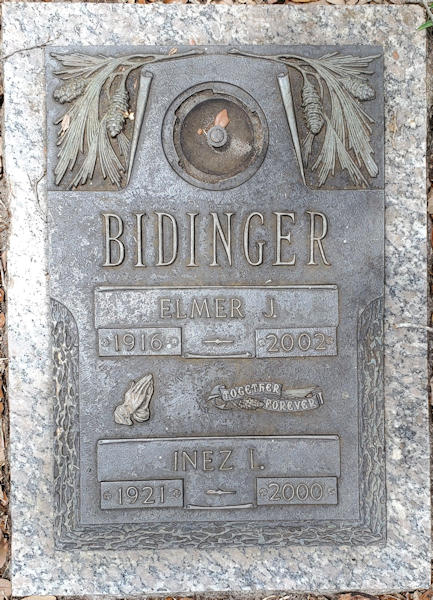 BIDINGER
ELMER J.
1916 2002
TOGETHER
FOREVER
INEZ I.
1921 2000